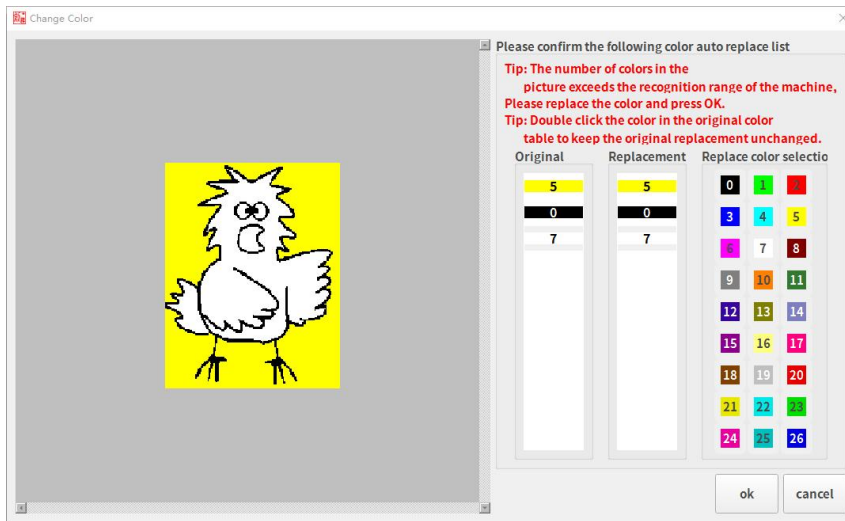 Change Color
Please confirm the following color auto replace list
Tip: The number of colors in the
picture exceeds the recognition range of the machine,
Please replace the color and press OK.
Tip: Double click the color in the original color
table to keep the original replacement unchanged.
Original Replacement Replace color selectio
5 5 0 1 2
0 0 3 4 5
7 7 6 7 8
9 10 11
12 13 14
15 16 17
18 19 20
21 22 23
24 25 26
ok cancel